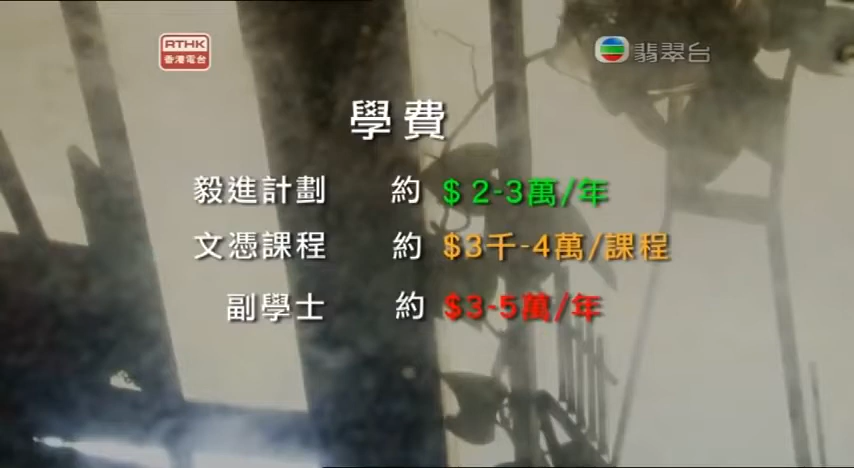 RTHK
香港電台
翡翠台
學費
毅進計劃 約 $2-3萬/年
文憑課程 約 $3千-4萬/課程
副學士 約 $3-5萬/年